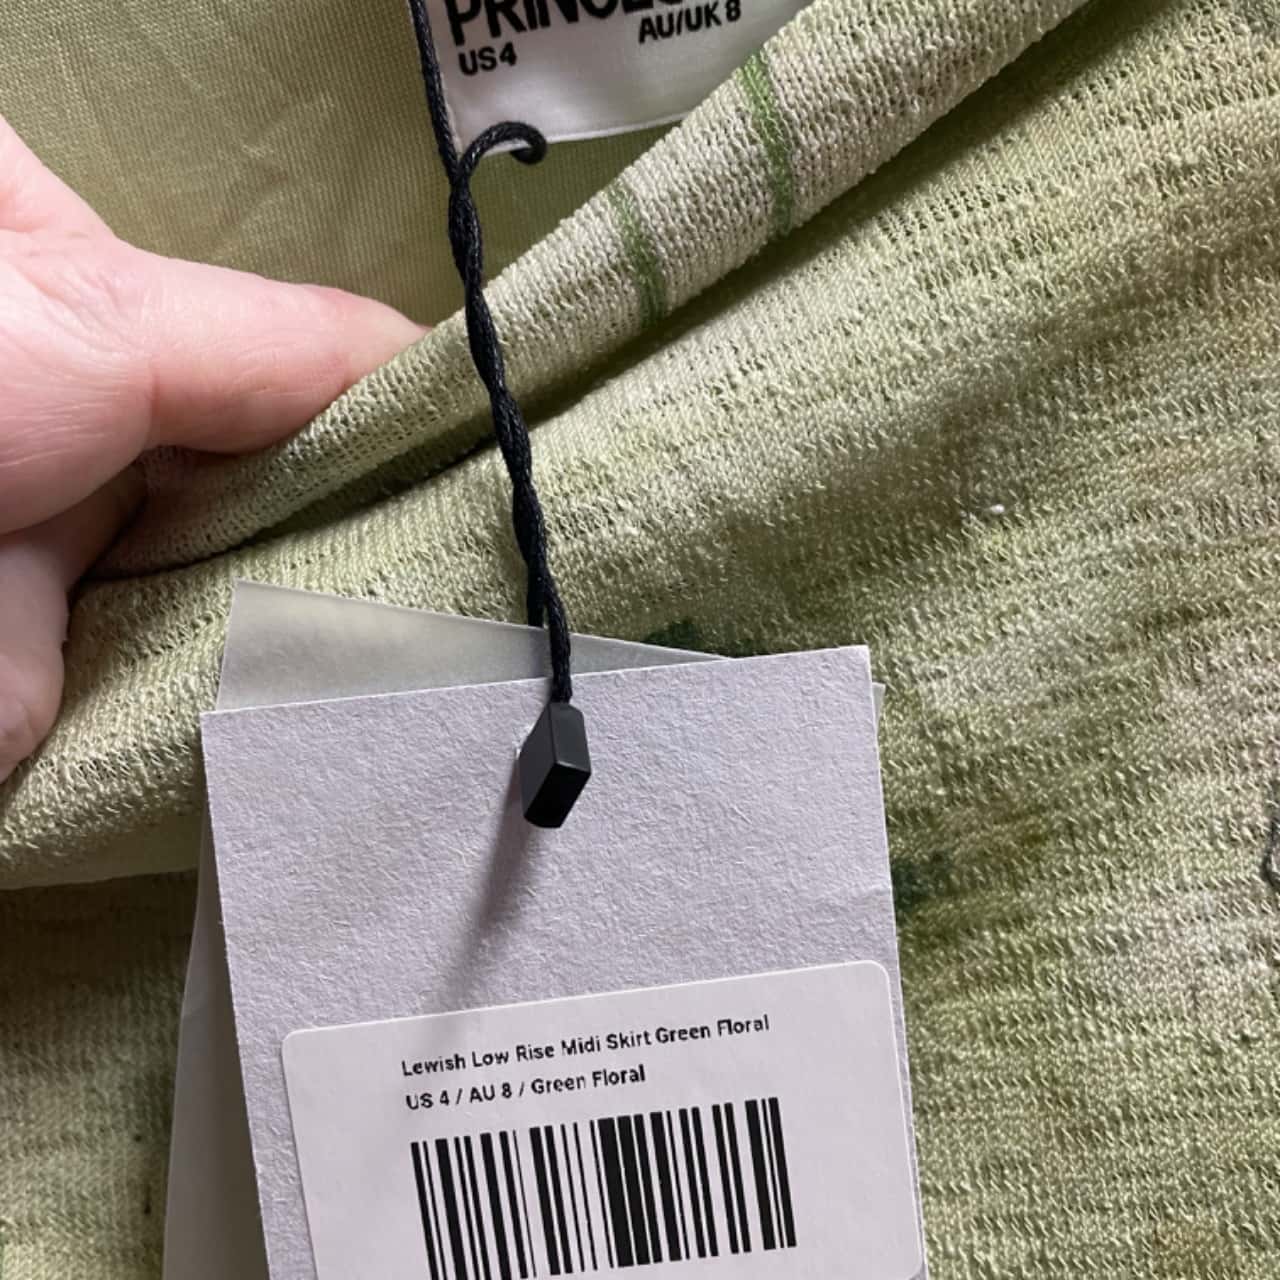 US 4
AU/UK 8
Lewish Low Rise Midi Skirt Green Floral
US 4 / AU 8 / Green Floral